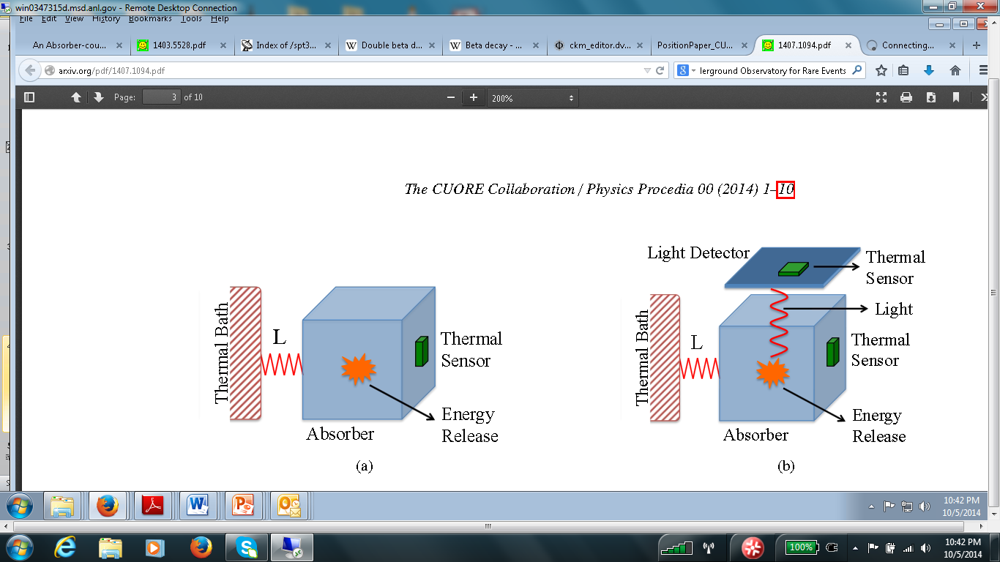 win0347315d.msd.anl.gov - Remote Desktop Connection
File Edit View History Bookmarks Tools Help
An Absorber-cou...
1403.5528.pdf
Index of /spt3...
Double beta d...
Beta decay - ...
ckm_editor.dv...
PositionPaper_CU...
1407.1094.pdf
Connecting...
arxiv.org/pdf/1407.1094.pdf
lerground Observatory for Rare Events
Page: 3 of 10
200%
The CUORE Collaboration / Physics Procedia 00 (2014) 1–10
Light Detector
Thermal
Sensor
Light
Thermal Bath
L
Thermal
Sensor
Energy
Release
Absorber
(a)
Thermal Bath
L
Thermal
Sensor
Energy
Release
Absorber
(b)
10:42 PM
10/5/2014
100%
10:42 PM
10/5/2014